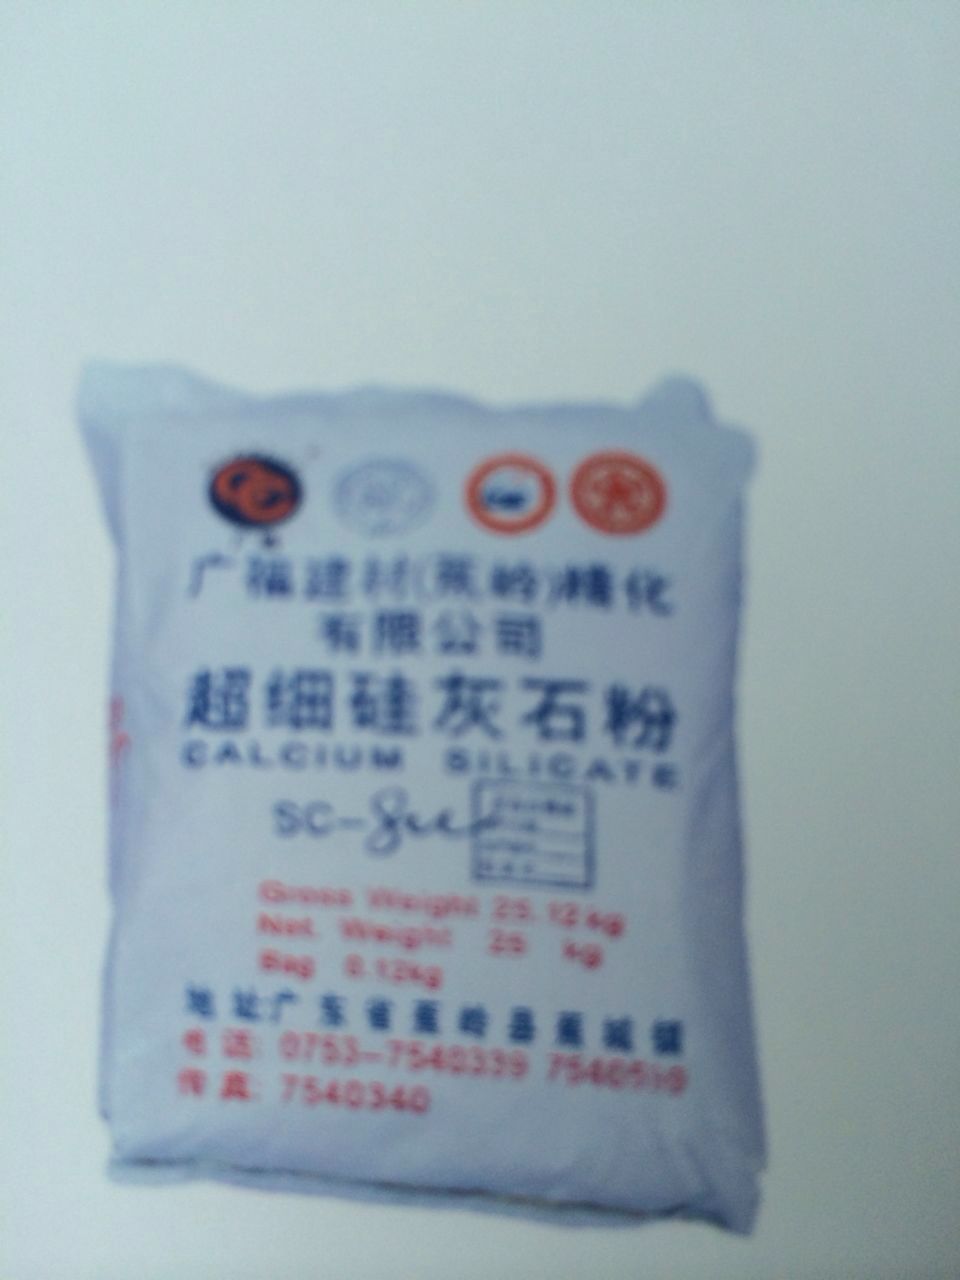 广福建材(蕉岭)精化
有限公司
超细硅灰石粉
CALCIUM SILICATE
SC-
Gross Weight 25.12kg
Net. Weight 25 kg
Bag 0.12kg
地址广东省蕉岭县蕉城镇
电话: 0753-7540339 7540510
传真: 7540340